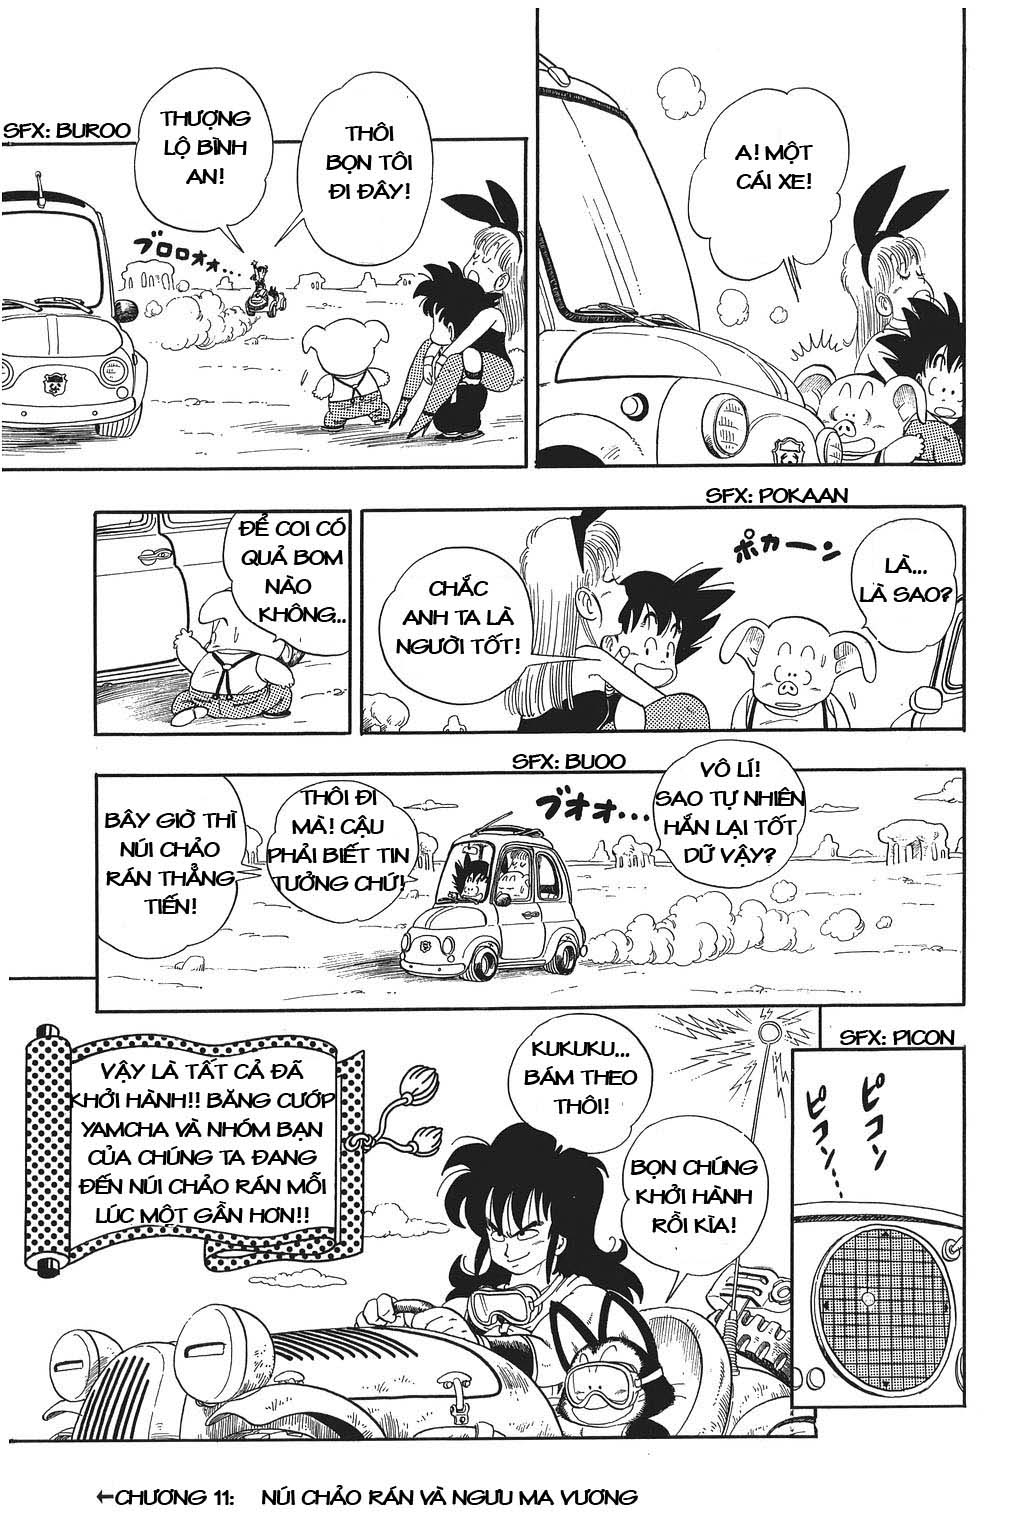 A! MỘT
CÁI XE!
THÔI
BỌN TÔI
ĐI ĐÂY!
THƯỢNG
LỘ BÌNH
AN!
SFX: BUROO
ブロロオォ...
SFX: POKAAN
ポカーン
LÀ...
LÀ SAO?
CHẮC
ANH TA LÀ
NGƯỜI TỐT!
ĐỂ COI CÓ
QUẢ BOM
NÀO
KHÔNG...
SFX: BUOO
ブオォ...
VÔ LÍ!
SAO TỰ NHIÊN
HẮN LẠI TỐT
DỮ VẬY?
THÔI ĐI
MÀ! CẬU
PHẢI BIẾT TIN
TƯỞNG CHỨ!
BÂY GIỜ THÌ
NÚI CHẢO
RÁN THẲNG
TIẾN!
SFX: PICON
ピコーン
ピコーン...
KUKUKU...
BÁM THEO
THÔI!
BỌN CHÚNG
KHỞI HÀNH
RỒI KÌA!
VẬY LÀ TẤT CẢ ĐÃ
KHỞI HÀNH!! BĂNG CƯỚP
YAMCHA VÀ NHÓM BẠN
CỦA CHÚNG TA ĐANG
ĐẾN NÚI CHẢO RÁN MỖI
LÚC MỘT GẦN HƠN!!
←CHƯƠNG 11: NÚI CHẢO RÁN VÀ NGƯU MA VƯƠNG